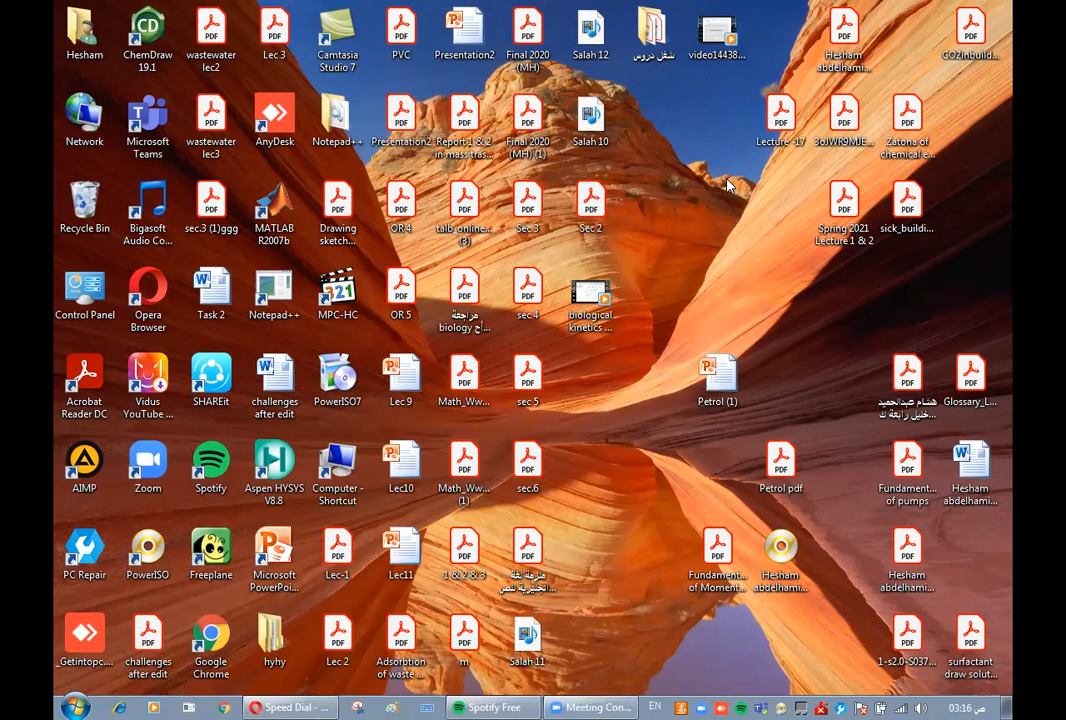 Hesham
ChemDraw
19.1
wastewater
lec2
Lec 3
Camtasia
Studio 7
PVC
Presentation2
Final 2020
(MH)
Salah 12
شغل دروس
video14438...
Hesham
abdelhami...
CO2inbuild...
Network
Microsoft
Teams
wastewater
lec3
AnyDesk
Notepad++
Presentation2
Report 1 & 2
in mass tras...
Final 2020
(MH) (1)
Salah 10
Lecture -17
3oJWR9MJE...
Zatona of
chemical e...
Recycle Bin
Bigasoft
Audio Co...
sec.3 (1)ggg
MATLAB
R2007b
Drawing
sketch...
OR 4
talb_online...
(3)
Sec 3
Sec 2
Spring 2021
Lecture 1 & 2
sick_buildi...
Control Panel
Opera
Browser
Task 2
Notepad++
MPC-HC
OR 5
مراجعة
biology أح...
sec 4
biological
kinetics ...
Acrobat
Reader DC
Vidus
YouTube ...
SHAREit
challenges
after edit
PowerISO7
Lec 9
Math_Ww...
sec 5
Petrol (1)
هشام عبدالحميد
خليل رابعة ك...
Glossary_L...
AIMP
Zoom
Spotify
Aspen HYSYS
V8.8
Computer -
Shortcut
Lec10
Math_Ww...
(1)
sec.6
Petrol pdf
Fundament...
of pumps
Hesham
abdelhami...
PC Repair
PowerISO
Freeplane
Microsoft
PowerPoi...
Lec-1
Lec11
1 & 2 & 3
Fundament...
of Moment...
Hesham
abdelhami...
Hesham
abdelhami...
_Getintopc....
challenges
after edit
Google
Chrome
hyhy
Lec 2
Adsorbtion
of waste ...
m
Salah 11
1-s2.0-S037...
surfactant
draw solut...
Speed Dial - ...
Spotify Free
Meeting Con...
EN
03:16 ص